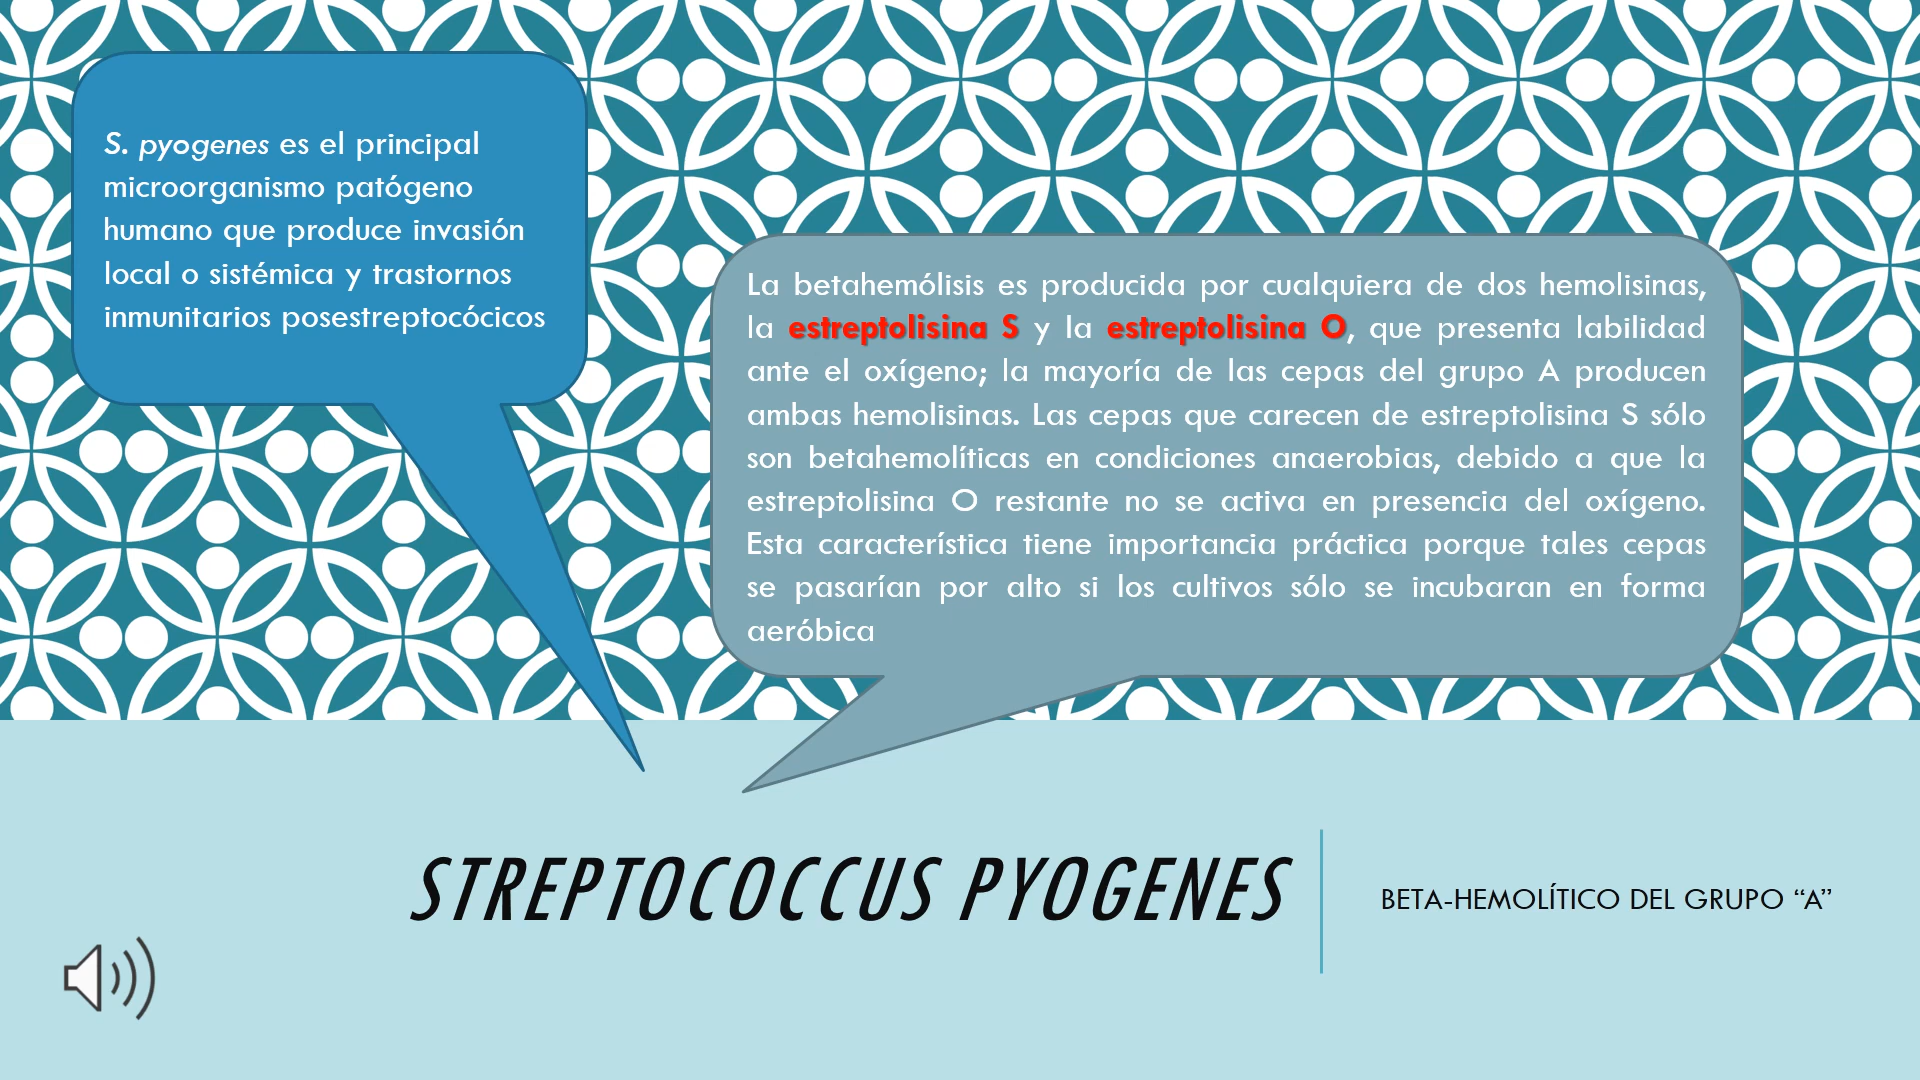 S. pyogenes es el principal
microorganismo patógeno
humano que produce invasión
local o sistémica y trastornos
inmunitarios posestreptocócicos
La betahemólisis es producida por cualquiera de dos hemolisinas,
la estreptolisina S y la estreptolisina O, que presenta labilidad
ante el oxígeno; la mayoría de las cepas del grupo A producen
ambas hemolisinas. Las cepas que carecen de estreptolisina S sólo
son betahemolíticas en condiciones anaerobias, debido a que la
estreptolisina O restante no se activa en presencia del oxígeno.
Esta característica tiene importancia práctica porque tales cepas
se pasarían por alto si los cultivos sólo se incubaran en forma
aeróbica
STREPTOCOCCUS PYOGENES
BETA-HEMOLÍTICO DEL GRUPO “A”